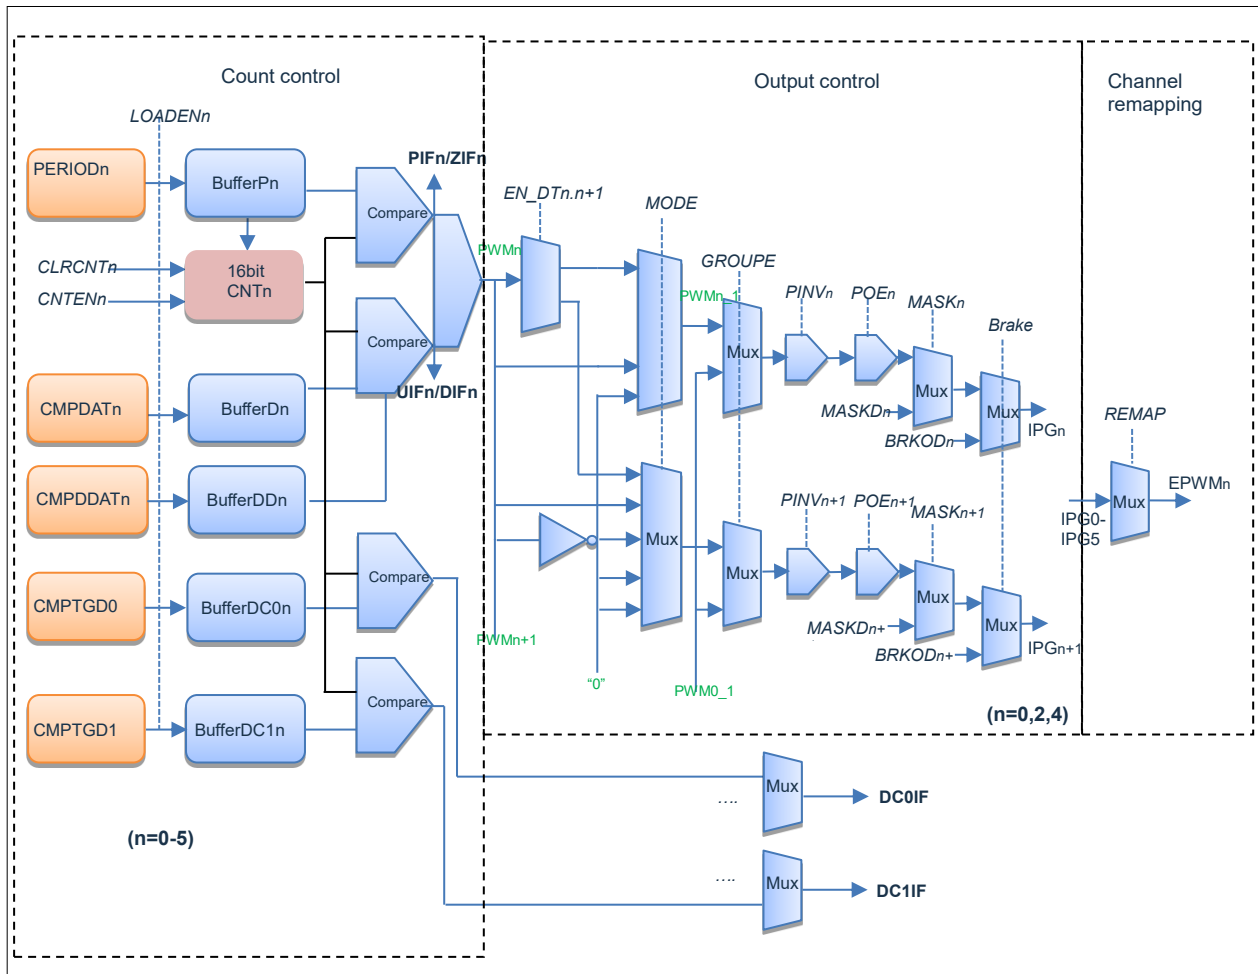 Count control
Output control
Channel
remapping
LOADENn
PERIODn
BufferPn
Compare
PIFn/ZIFn
EN_DTn.n+1
MODE
GROUPE
PINVn
POEn
MASKn
Brake
CLRCNTn
CNTENn
16bit
CNTn
PWMn
PWMn_1
Mux
Compare
UIFn/DIFn
Mux
Mux
MASKDn
BRKODn
IPGn
REMAP
CMPDATn
BufferDn
CMPDDATn
BufferDDn
Mux
PINVn+1
POEn+1
MASKn+1
Mux
EPWMn
IPG0-
IPG5
CMPTGD0
BufferDC0n
Compare
Mux
Mux
Mux
MASKDn+
BRKODn+
IPGn+1
PWMn+1
"0"
PWM0_1
(n=0,2,4)
CMPTGD1
BufferDC1n
Compare
Mux
....
DC0IF
(n=0-5)
....
Mux
DC1IF